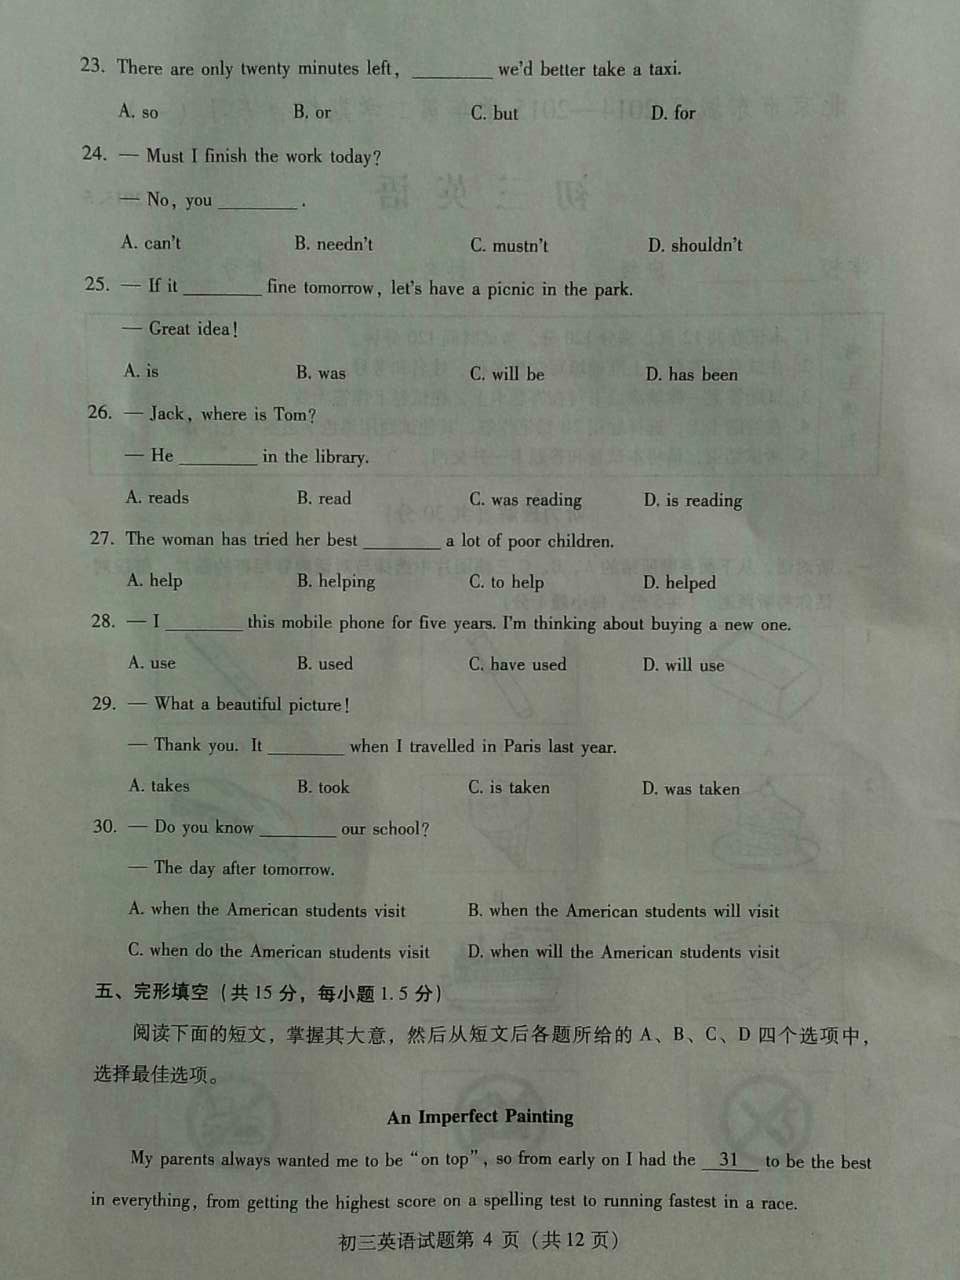 23. There are only twenty minutes left, ________ we'd better take a taxi.
A. so B. or C. but D. for
24. — Must I finish the work today?
— No, you ________ .
A. can't B. needn't C. mustn't D. shouldn't
25. — If it ________ fine tomorrow, let's have a picnic in the park.
— Great idea!
A. is B. was C. will be D. has been
26. — Jack, where is Tom?
— He ________ in the library.
A. reads B. read C. was reading D. is reading
27. The woman has tried her best ________ a lot of poor children.
A. help B. helping C. to help D. helped
28. — I ________ this mobile phone for five years. I'm thinking about buying a new one.
A. use B. used C. have used D. will use
29. — What a beautiful picture!
— Thank you. It ________ when I travelled in Paris last year.
A. takes B. took C. is taken D. was taken
30. — Do you know ________ our school?
— The day after tomorrow.
A. when the American students visit B. when the American students will visit
C. when do the American students visit D. when will the American students visit
五、完形填空（共 15 分，每小题 1. 5 分）
阅读下面的短文，掌握其大意，然后从短文后各题所给的 A、B、C、D 四个选项中，
选择最佳选项。
An Imperfect Painting
My parents always wanted me to be "on top", so from early on I had the 31 to be the best
in everything, from getting the highest score on a spelling test to running fastest in a race.
初三英语试题第 4 页（共 12 页）